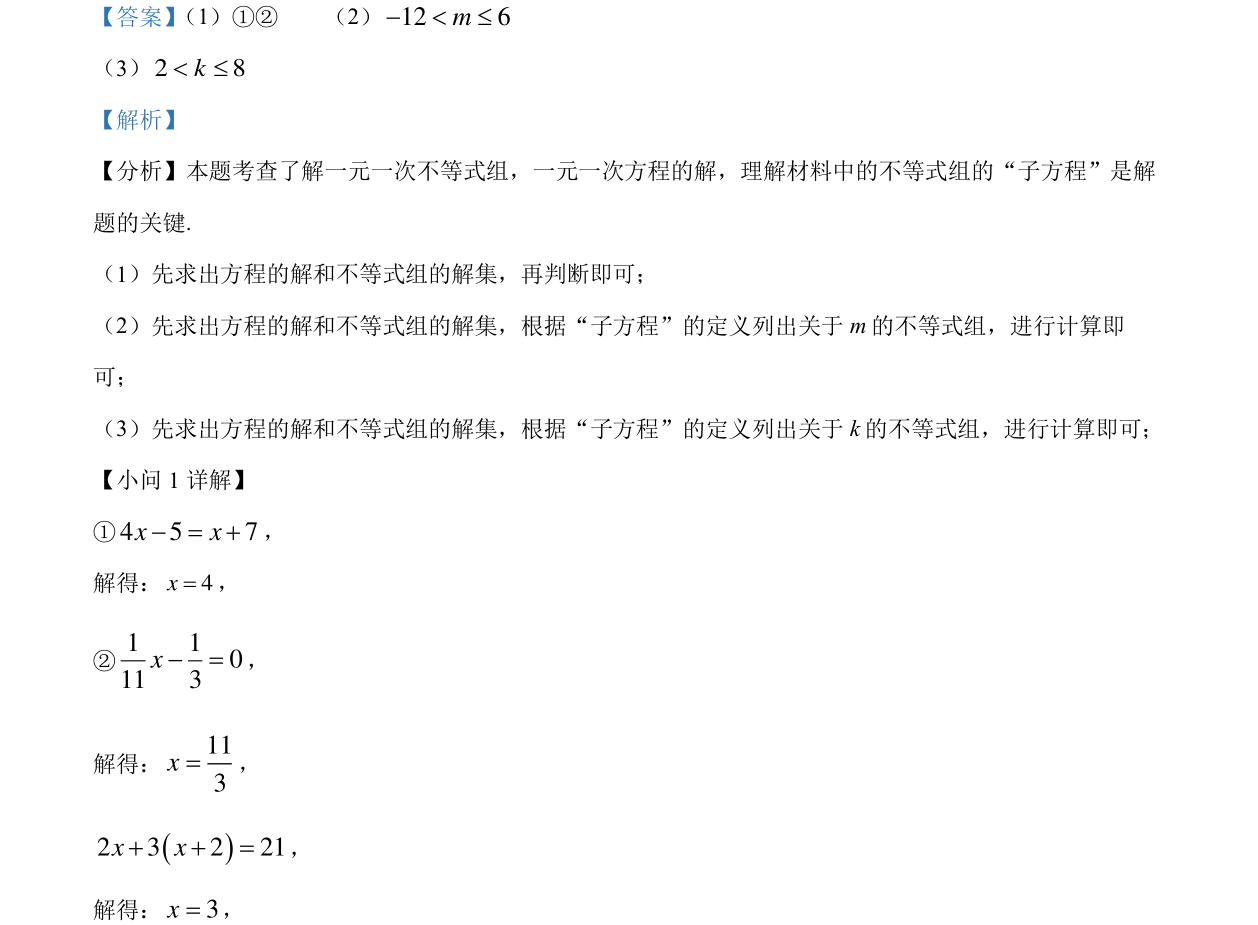 【答案】（1）①② （2）−12 < m ≤ 6
（3）2 < k ≤ 8
【解析】
【分析】本题考查了解一元一次不等式组，一元一次方程的解，理解材料中的不等式组的“子方程”是解
题的关键.
（1）先求出方程的解和不等式组的解集，再判断即可；
（2）先求出方程的解和不等式组的解集，根据“子方程”的定义列出关于 m 的不等式组，进行计算即
可；
（3）先求出方程的解和不等式组的解集，根据“子方程”的定义列出关于 k 的不等式组，进行计算即可；
【小问 1 详解】
①4x−5 = x+7，
解得：x = 4，
②1/11 x − 1/3 = 0，
解得：x = 11/3，
2x+3(x+2) = 21，
解得：x = 3，